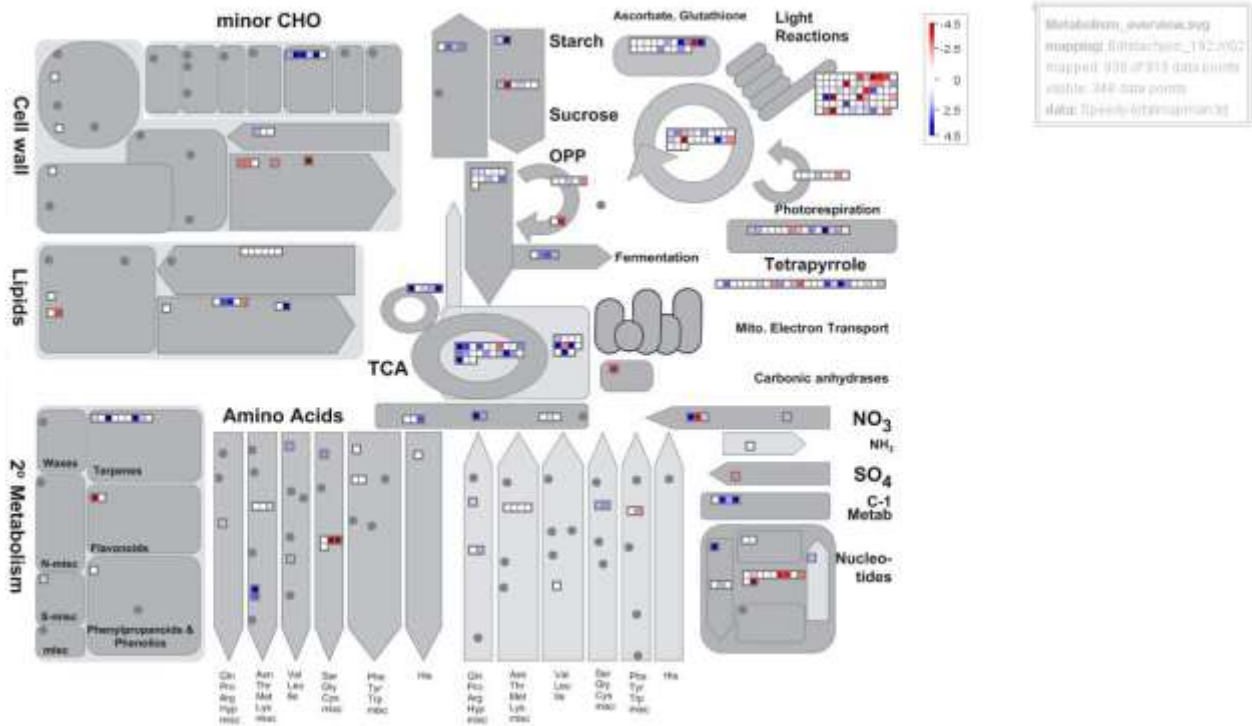 minor CHO
Ascorbate, Glutathione
Light
Reactions
Starch
Sucrose
OPP
Cell wall
-4.5
-2.5
0
2.5
4.5
Metabolism_overview.svg
Photorespiration
Fermentation
Tetrapyrrole
Lipids
Mito. Electron Transport
TCA
Carbonic anhydrases
Amino Acids
NO3
NH3
SO4
C-1
Metab
Nucleo-
tides
2º Metabolism
Waxes
Terpenes
Flavonoids
N-misc
S-misc
misc
Phenylpropanoids &
Phenolics
Gln
Pro
Arg
Hyp
misc
Asn
Thr
Met
Lys
misc
Val
Leu
Ile
Ser
Gly
Cys
misc
Phe
Tyr
Trp
misc
His
Gln
Pro
Arg
Hyp
misc
Asn
Thr
Met
Lys
misc
Val
Leu
Ile
Ser
Gly
Cys
misc
Phe
Tyr
Trp
misc
His